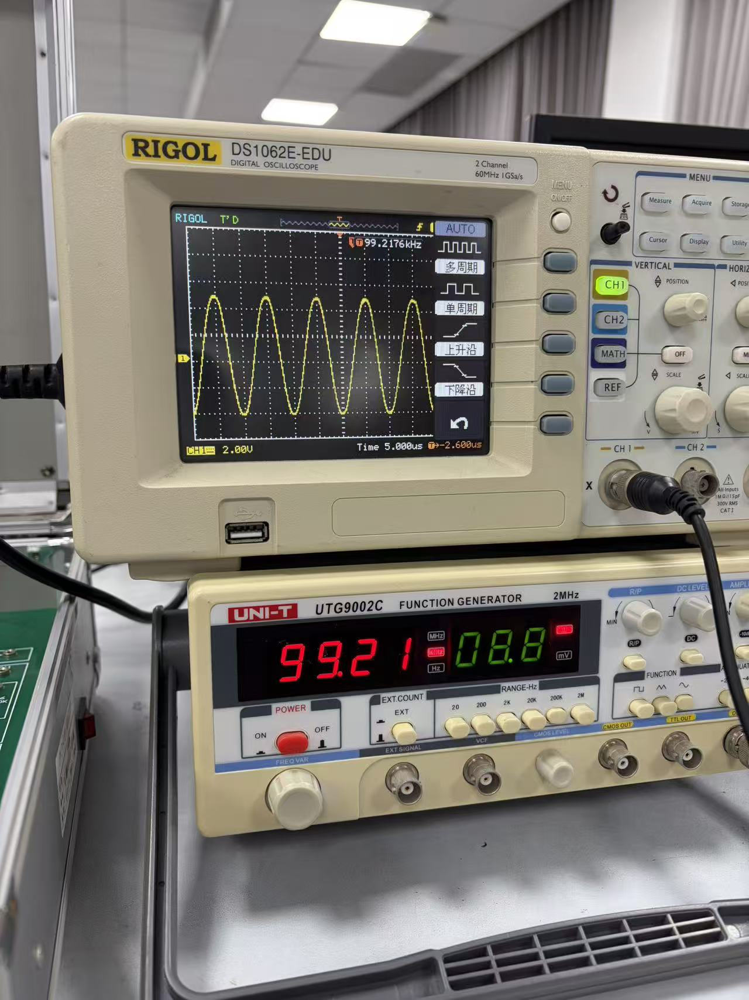 RIGOL DS1062E-EDU
DIGITAL OSCILLOSCOPE
2 Channel
60MHz 1GSa/s
MENU
ON/OFF
RIGOL T'D
T
99.2176kHz
AUTO
多周期
单周期
上升沿
下降沿
1
CH1 2.00V
Time 5.000us T→-2.600us
MENU
Measure Acquire Storage
Cursor Display Utility
VERTICAL
POSITION
CH1
CH2
MATH
OFF
SCALE
REF
CH 1
CH 2
X
All Inputs
1MΩ//15pF
300V RMS
CAT I
UNI-T UTG9002C FUNCTION GENERATOR 2MHz
R/P
DC LEVEL
MIN
99.21
MHz
kHz
Hz
08.8
mV
R/P
DC
POWER
ON
OFF
EXT.COUNT
EXT
RANGE-Hz
20 200 2K 20K 200K 2M
FUNCTION
FREQ VAR
EXT SIGNAL
VCF
CMOS LEVEL
CMOS OUT
TTL OUT